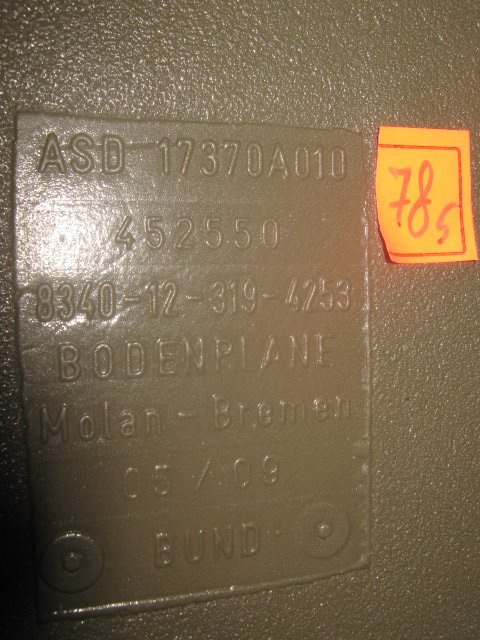 ASD 17370A010
452550
8340-12-319-4253
BODENPLANE
Molan - Bremen
05/09
BUND
785